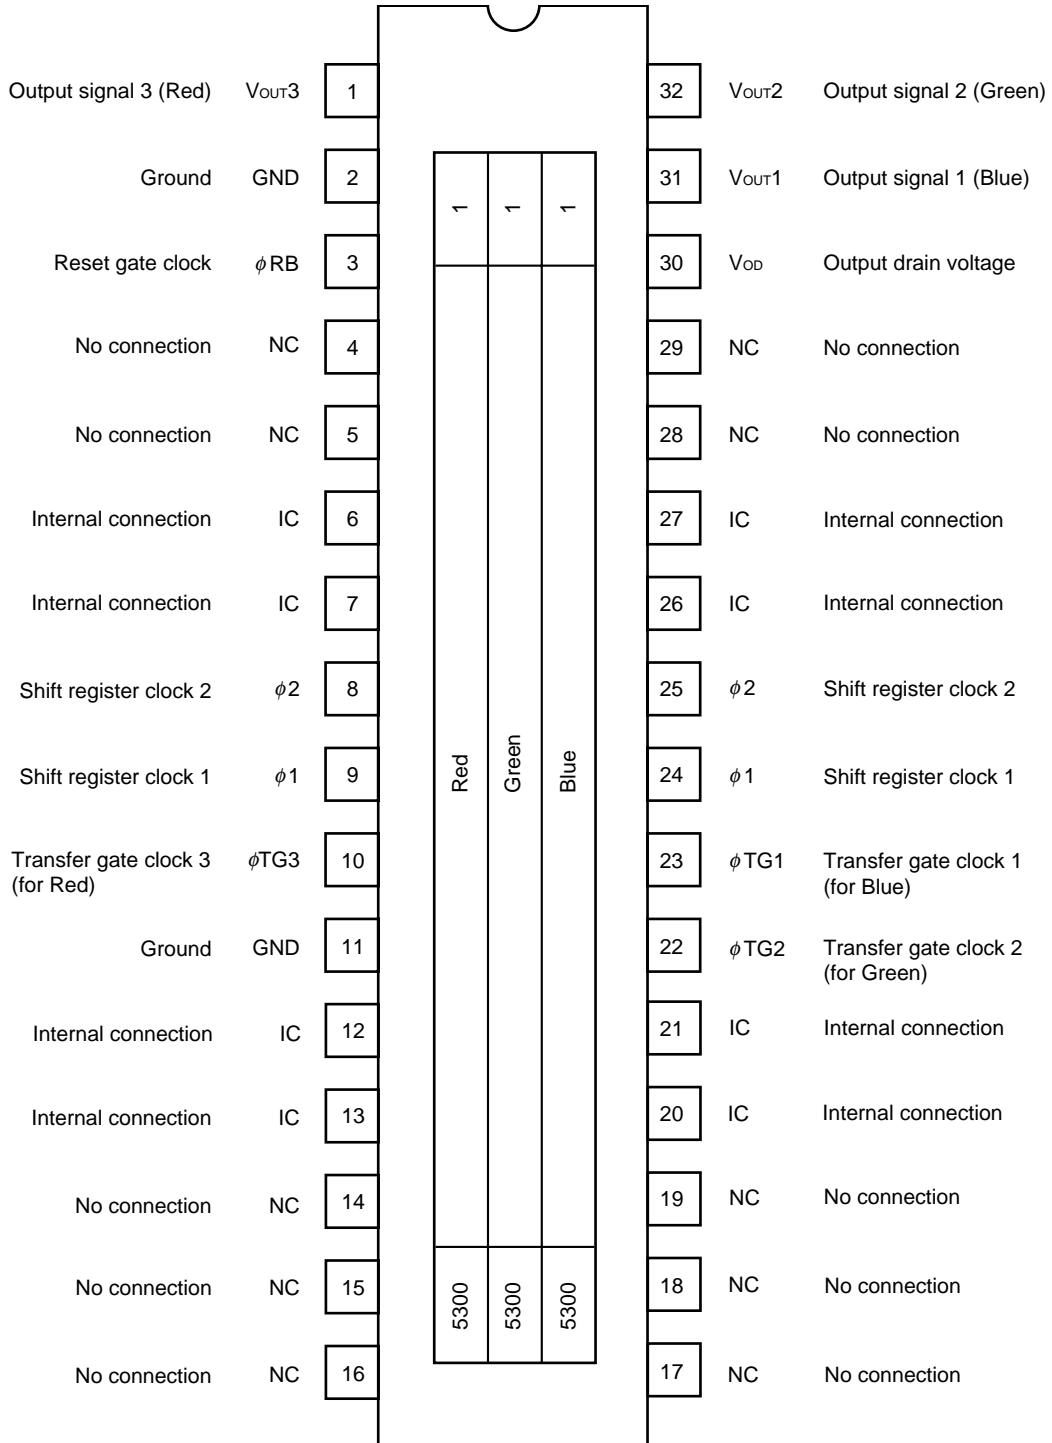 Output signal 3 (Red) VOUT3 1 32 VOUT2 Output signal 2 (Green)
Ground GND 2 31 VOUT1 Output signal 1 (Blue)
1 1 1
Reset gate clock φRB 3 30 VOD Output drain voltage
No connection NC 4 29 NC No connection
No connection NC 5 28 NC No connection
Internal connection IC 6 27 IC Internal connection
Internal connection IC 7 26 IC Internal connection
Shift register clock 2 φ2 8 25 φ2 Shift register clock 2
Red Green Blue
Shift register clock 1 φ1 9 24 φ1 Shift register clock 1
Transfer gate clock 3 φTG3 10 23 φTG1 Transfer gate clock 1
(for Red) (for Blue)
Ground GND 11 22 φTG2 Transfer gate clock 2
(for Green)
Internal connection IC 12 21 IC Internal connection
Internal connection IC 13 20 IC Internal connection
No connection NC 14 19 NC No connection
No connection NC 15 18 NC No connection
5300 5300 5300
No connection NC 16 17 NC No connection